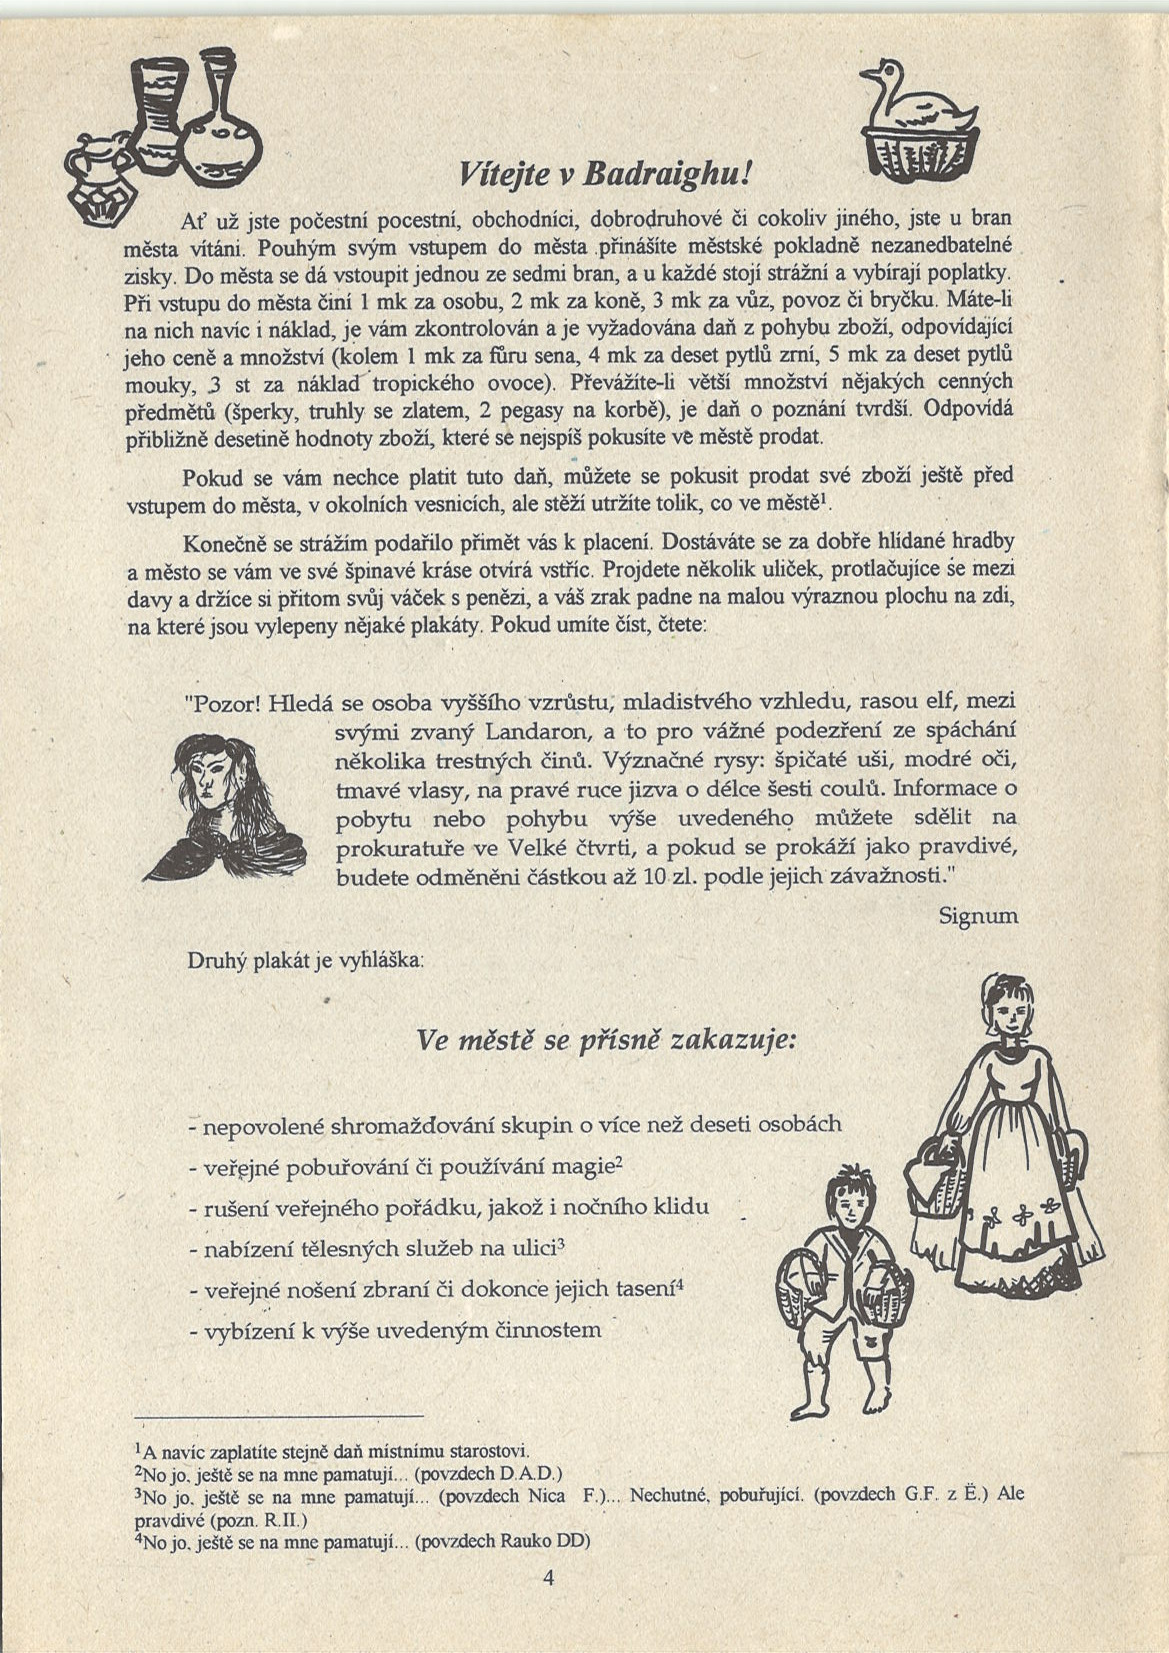 Vítejte v Badraighu!
Ať už jste počestní pocestní, obchodníci, dobrodruhové či cokoliv jiného, jste u bran
města vítáni. Pouhým svým vstupem do města přinášíte městské pokladně nezanedbatelné
zisky. Do města se dá vstoupit jednou ze sedmi bran, a u každé stojí strážní a vybírají poplatky.
Při vstupu do města činí 1 mk za osobu, 2 mk za koně, 3 mk za vůz, povoz či bryčku. Máte-li
na nich navíc i náklad, je vám zkontrolován a je vyžadována daň z pohybu zboží, odpovídající
jeho ceně a množství (kolem 1 mk za fůru sena, 4 mk za deset pytlů zrní, 5 mk za deset pytlů
mouky, 3 st za náklad tropického ovoce). Převážíte-li větší množství nějakých cenných
předmětů (šperky, truhly se zlatem, 2 pegasy na korbě), je daň o poznání tvrdší. Odpovídá
přibližně desetině hodnoty zboží, které se nejspíš pokusíte ve městě prodat.
Pokud se vám nechce platit tuto daň, můžete se pokusit prodat své zboží ještě před
vstupem do města, v okolních vesnicích, ale stěží utržíte tolik, co ve městě¹.
Konečně se strážím podařilo přimět vás k placení. Dostáváte se za dobře hlídané hradby
a město se vám ve své špinavé kráse otvírá vstříc. Projdete několik uliček, protlačujíce se mezi
davy a držíce si přitom svůj váček s penězi, a váš zrak padne na malou výraznou plochu na zdi,
na které jsou vylepeny nějaké plakáty. Pokud umíte číst, čtete:
"Pozor! Hledá se osoba vyššího vzrůstu, mladistvého vzhledu, rasou elf, mezi
svými zvaný Landaron, a to pro vážné podezření ze spáchání
několika trestných činů. Význačné rysy: špičaté uši, modré oči,
tmavé vlasy, na pravé ruce jizva o délce šesti coulů. Informace o
pobytu nebo pohybu výše uvedeného můžete sdělit na
prokuratuře ve Velké čtvrti, a pokud se prokáží jako pravdivé,
budete odměněni částkou až 10 zl. podle jejich závažnosti."
Signum
Druhý plakát je vyhláška:
Ve městě se přísně zakazuje:
- nepovolené shromažďování skupin o více než deseti osobách
- veřejné pobuřování či používání magie²
- rušení veřejného pořádku, jakož i nočního klidu
- nabízení tělesných služeb na ulici³
- veřejné nošení zbraní či dokonce jejich tasení⁴
- vybízení k výše uvedeným činnostem
¹A navíc zaplatíte stejně daň místnímu starostovi.
²No jo, ještě se na mne pamatují... (povzdech D.A.D.)
³No jo, ještě se na mne pamatují... (povzdech Nica F.)... Nechutné, pobuřující. (povzdech G.F. z Ë.) Ale
pravdivé (pozn. R.II.)
⁴No jo, ještě se na mne pamatují... (povzdech Rauko DD)
4